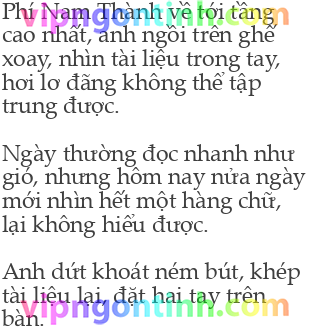 Phí Nam Thành về tới tầng
cao nhất, anh ngồi trên ghế
xoay, nhìn tài liệu trong tay,
hơi lơ đãng không thể tập
trung được.
Ngày thường đọc nhanh như
gió, nhưng hôm nay nửa ngày
mới nhìn hết một hàng chữ,
lại không hiểu được.
Anh dứt khoát ném bút, khép
tài liệu lại, đặt hai tay trên
bàn.
vipngontinh.com
vipngontinh.com